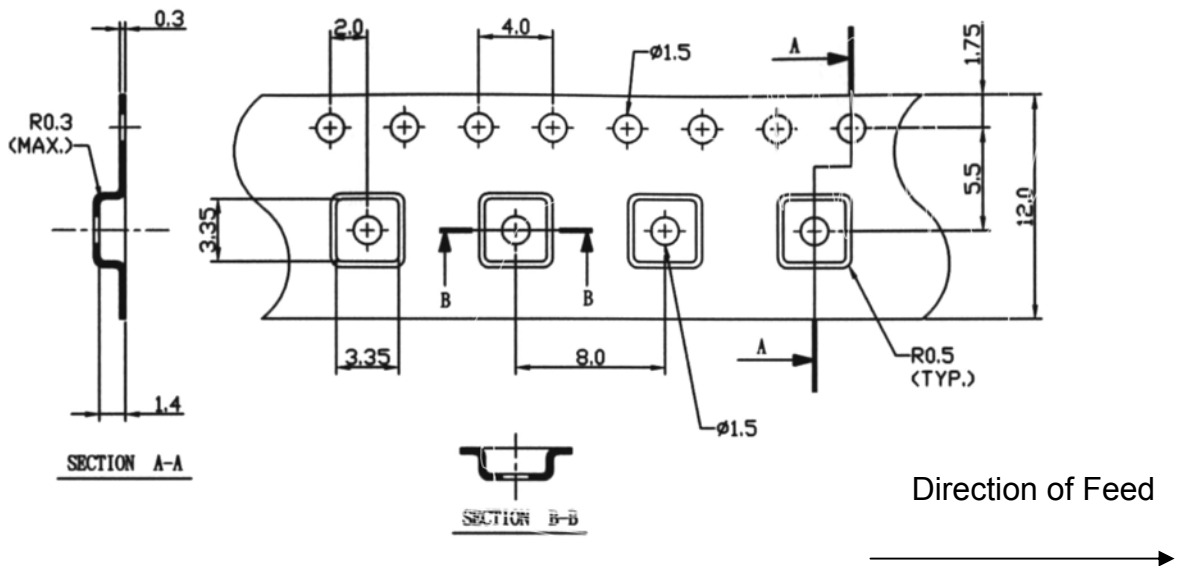 0.3
2.0
4.0
ø1.5
A
1.75
R0.3
(MAX.)
5.5
12.0
3.35
B
B
3.35
8.0
A
R0.5
(TYP.)
1.4
ø1.5
SECTION A-A
SECTION B-B
Direction of Feed